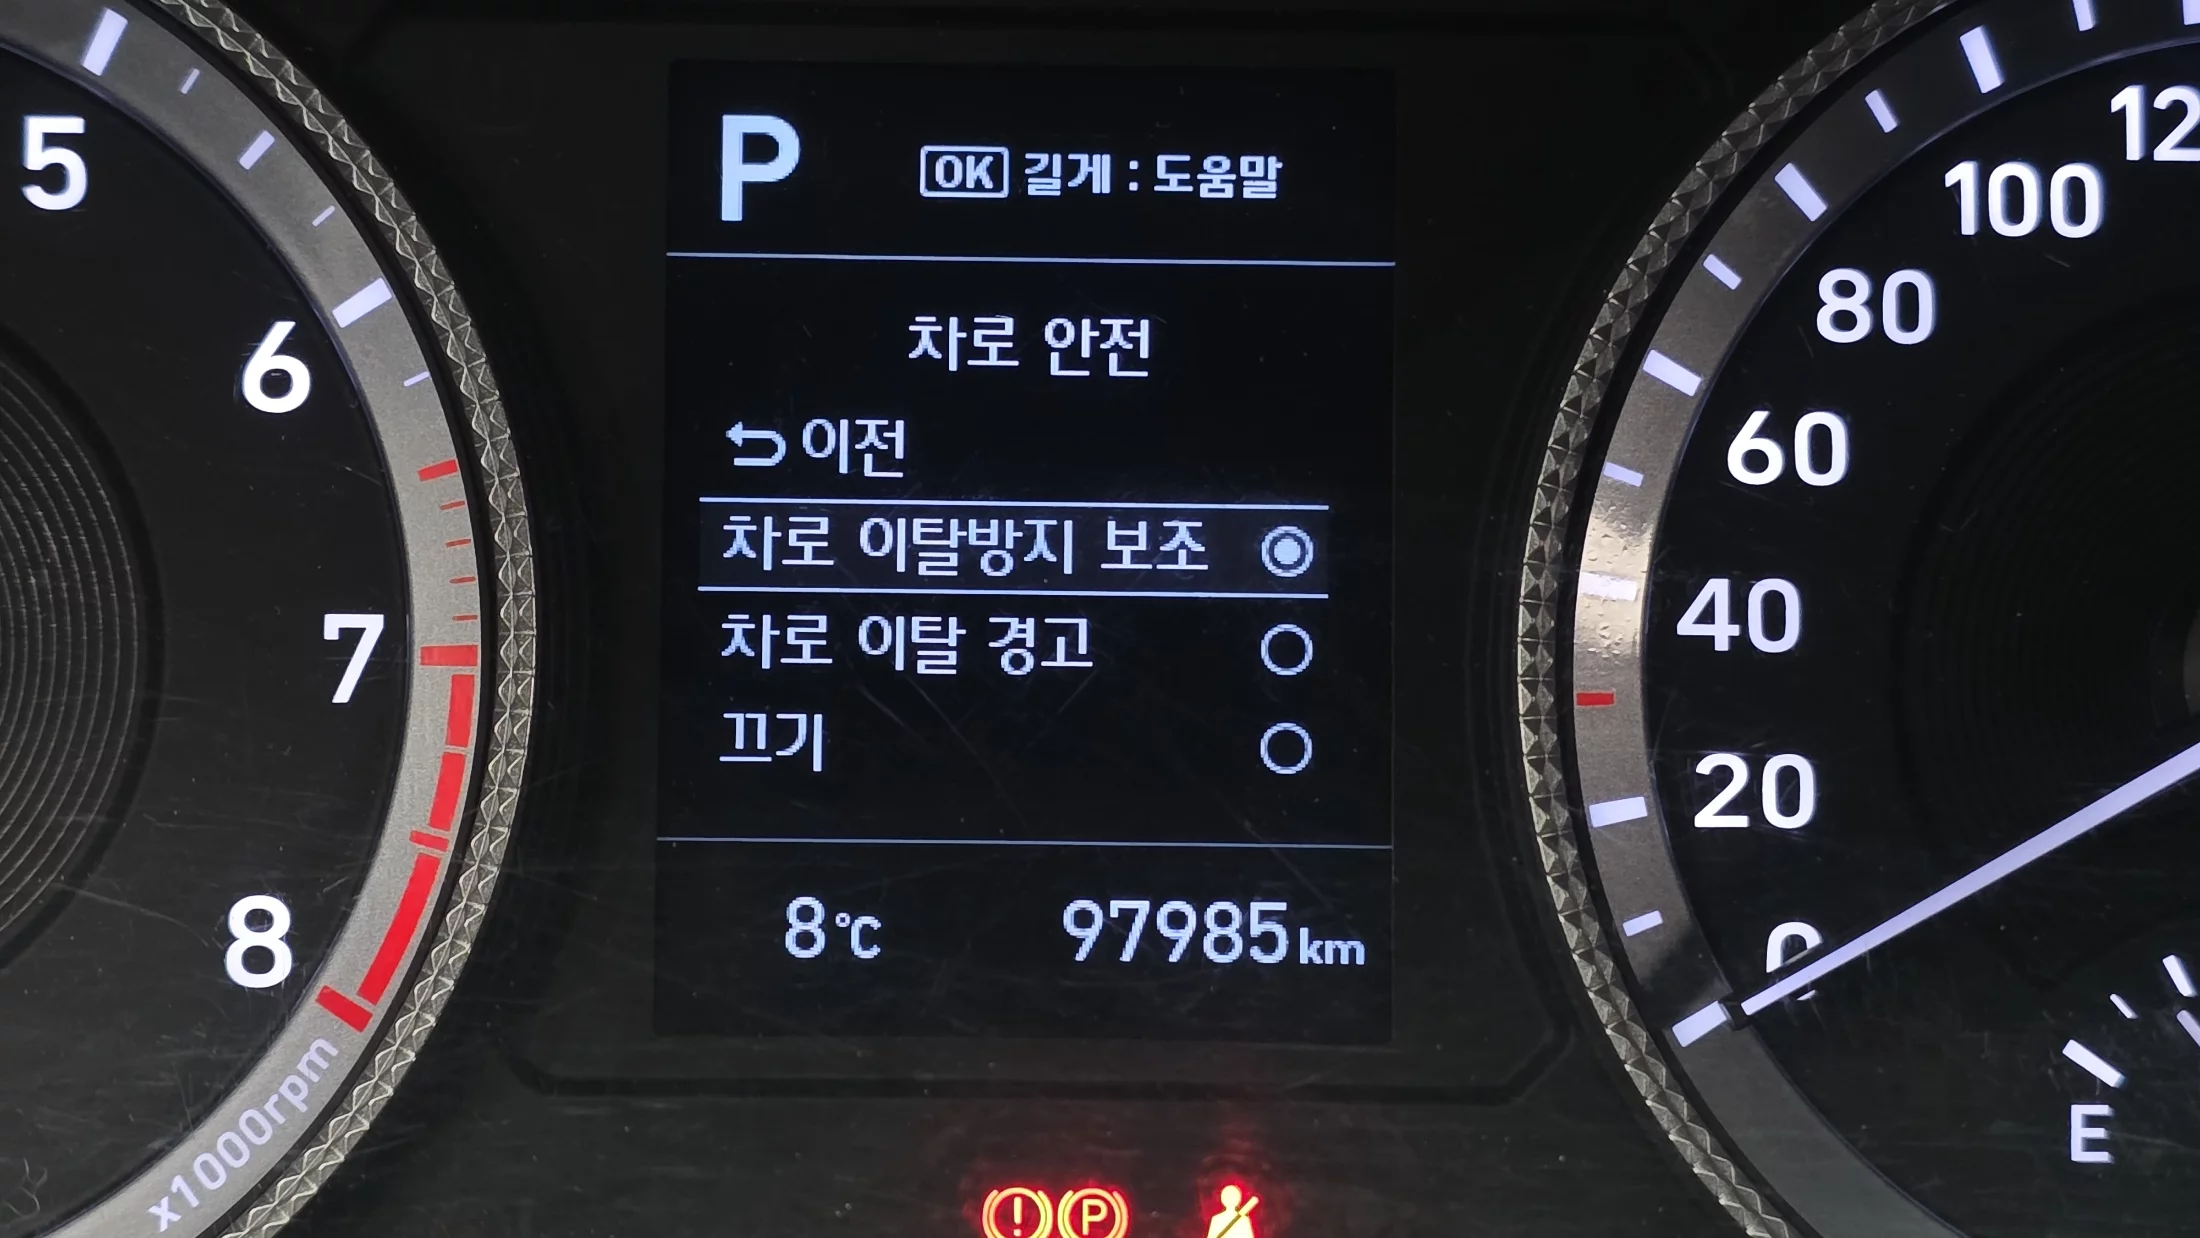 5
6
7
8
x1000rpm
P OK 길게 : 도움말
차로 안전
이전
차로 이탈방지 보조
차로 이탈 경고
끄기
8℃ 97985km
100
80
60
40
20
0
E
P